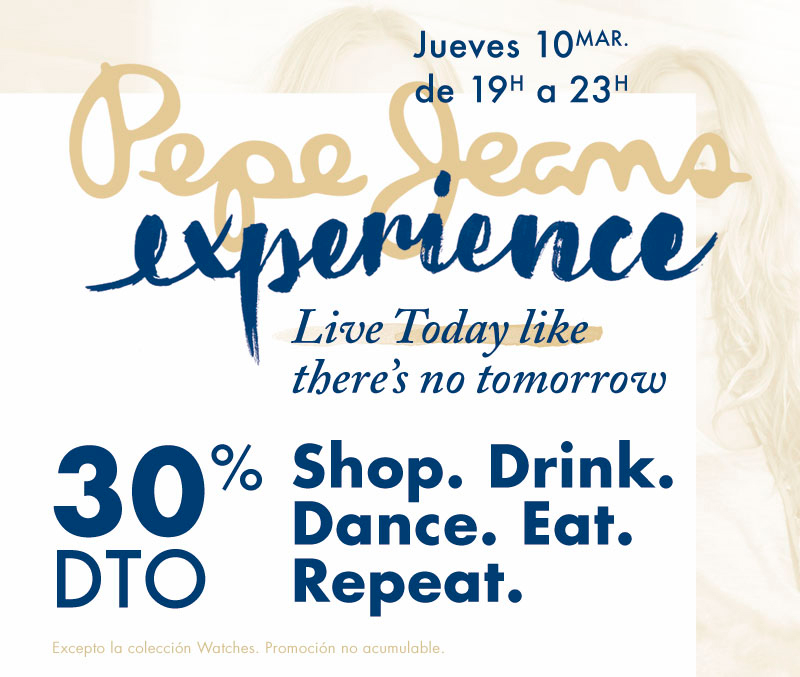 Jueves 10MAR.
de 19H a 23H
Pepe Jeans
experience
Live Today like
there's no tomorrow
30%
DTO
Shop. Drink.
Dance. Eat.
Repeat.
Excepto la colección Watches. Promoción no acumulable.